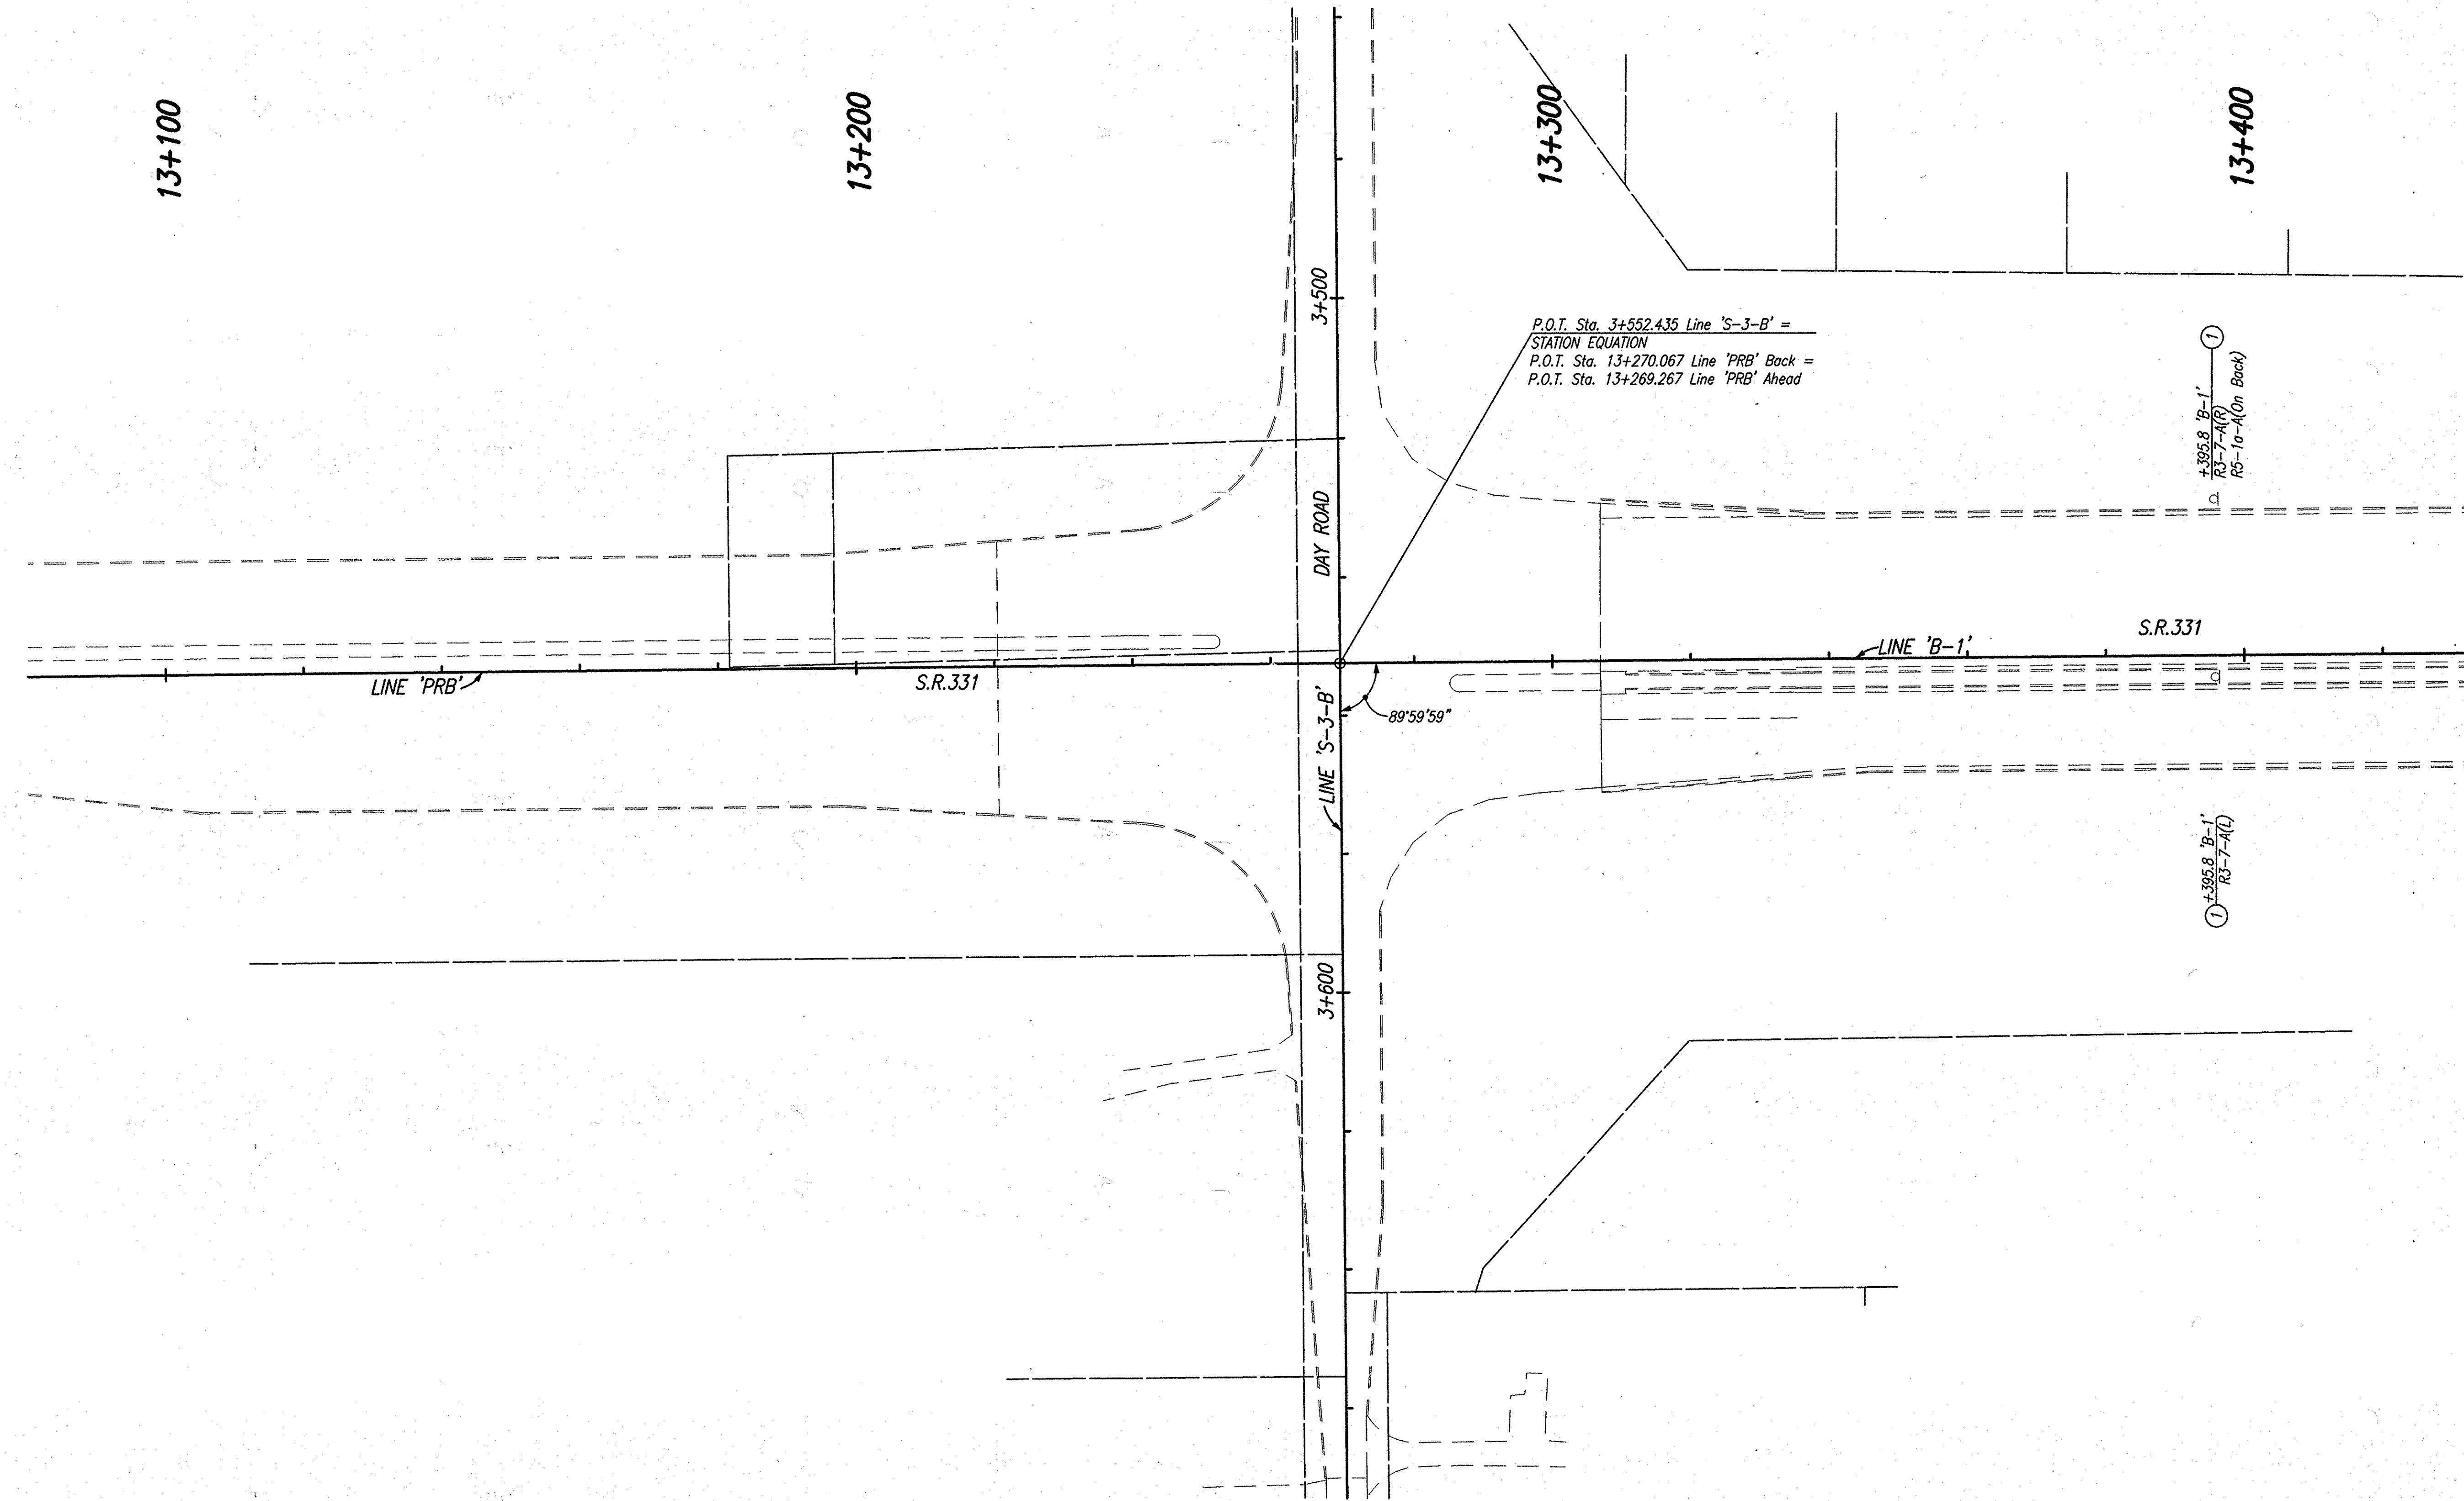 13+100
13+200
13+300
13+400
3+500
P.O.T. Sta. 3+552.435 Line 'S-3-B' =
STATION EQUATION
P.O.T. Sta. 13+270.067 Line 'PRB' Back =
P.O.T. Sta. 13+269.267 Line 'PRB' Ahead
1
+395.8 'B-1'
R3-7-A(R)
R5-1a-A(On Back)
DAY ROAD
S.R.331
LINE 'B-1'
LINE 'PRB'
S.R.331
LINE 'S-3-B'
89°59'59"
+395.8 'B-1'
R3-7-A(L)
1
3+600